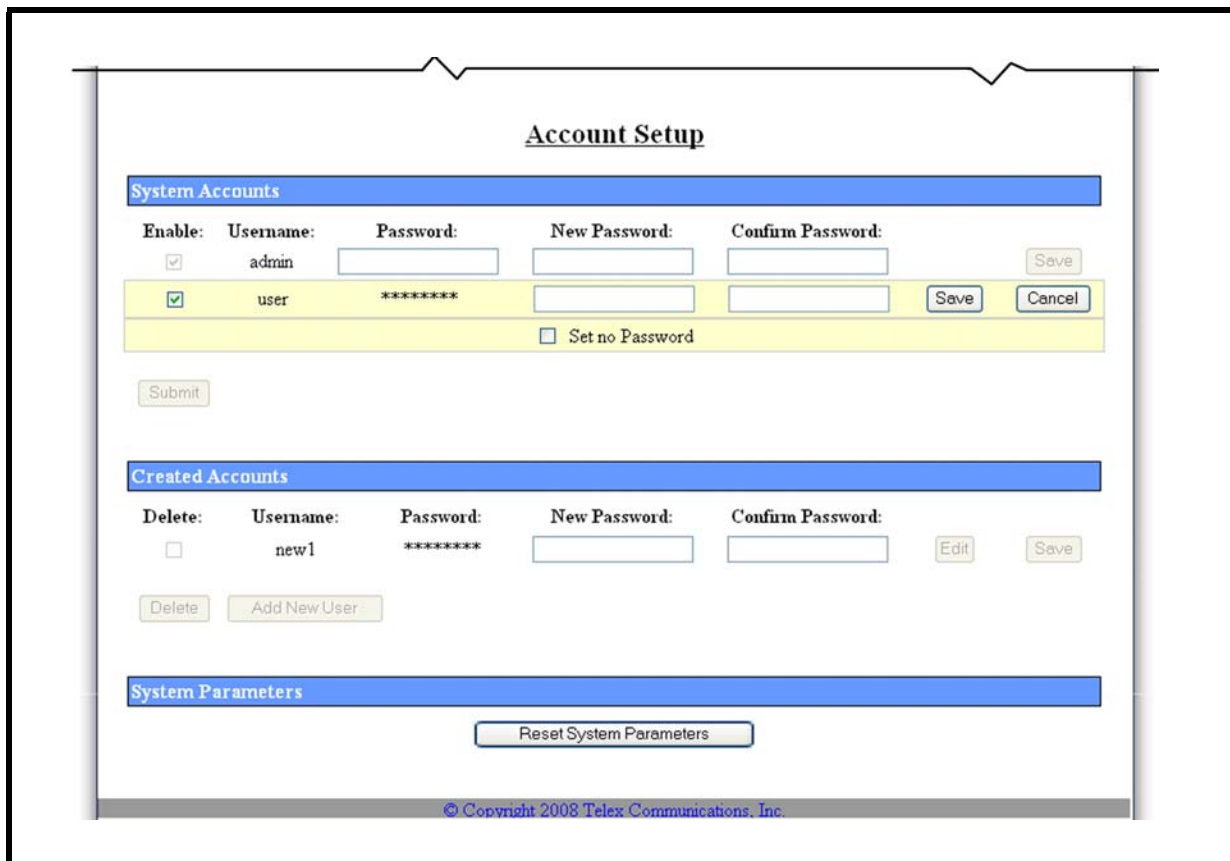 Account Setup
System Accounts
Enable: Username: Password: New Password: Confirm Password:
admin Save
user ******** Save Cancel
Set no Password
Submit
Created Accounts
Delete: Username: Password: New Password: Confirm Password:
new1 ******** Edit Save
Delete Add New User
System Parameters
Reset System Parameters
© Copyright 2008 Telex Communications, Inc.